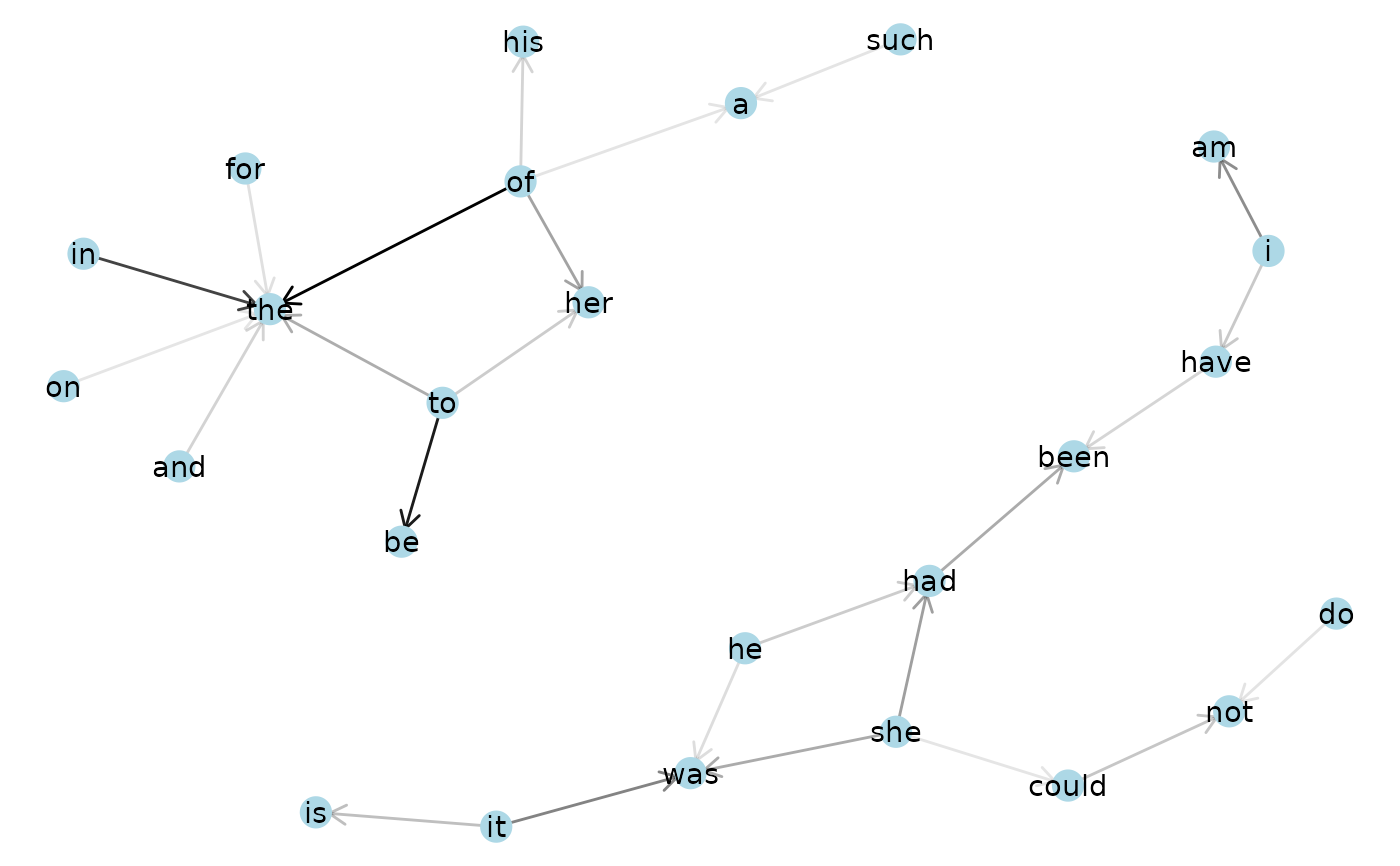 his
such
a
am
for
of
in
i
the
her
have
on
to
and
been
be
had
do
he
not
she
was
could
is
it